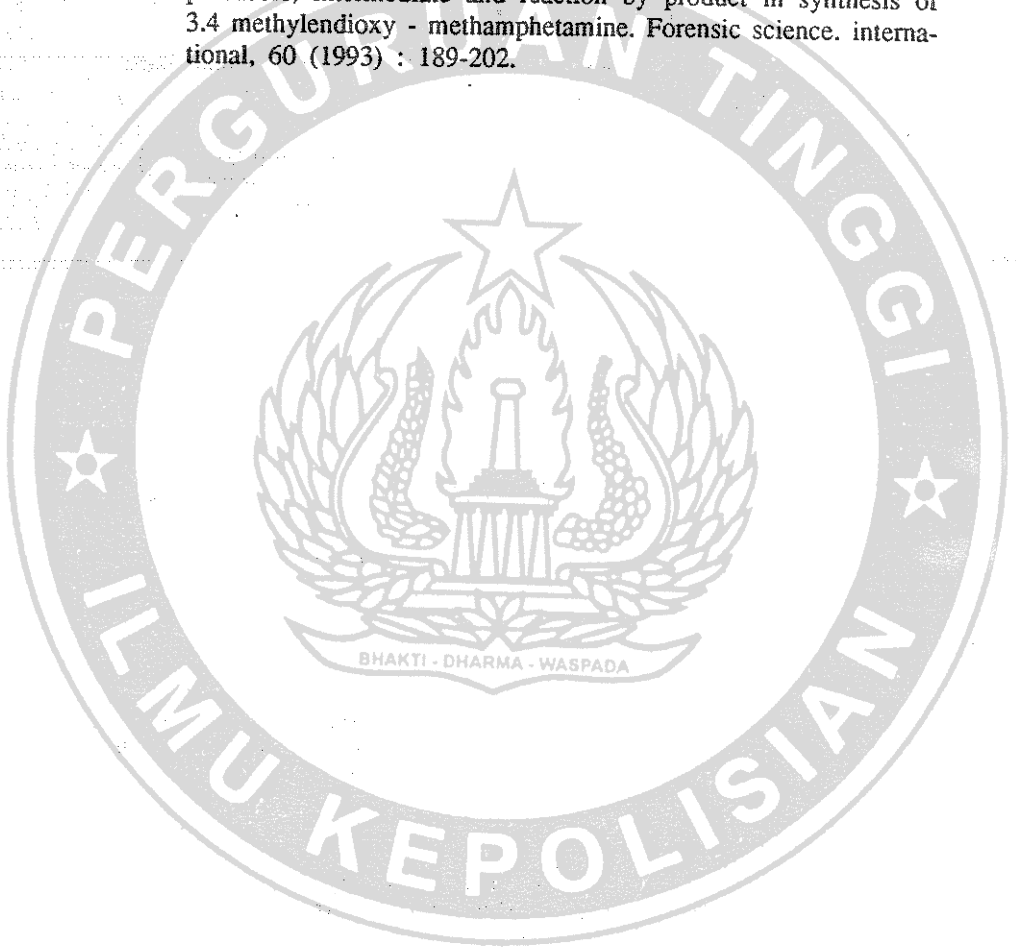 3.4 methylendioxy - methamphetamine. Forensic science. interna-
tional, 60 (1993) : 189-202.
PERGURUAN TINGGI
BHAKTI - DHARMA - WASPADA
ILMU KEPOLISIAN